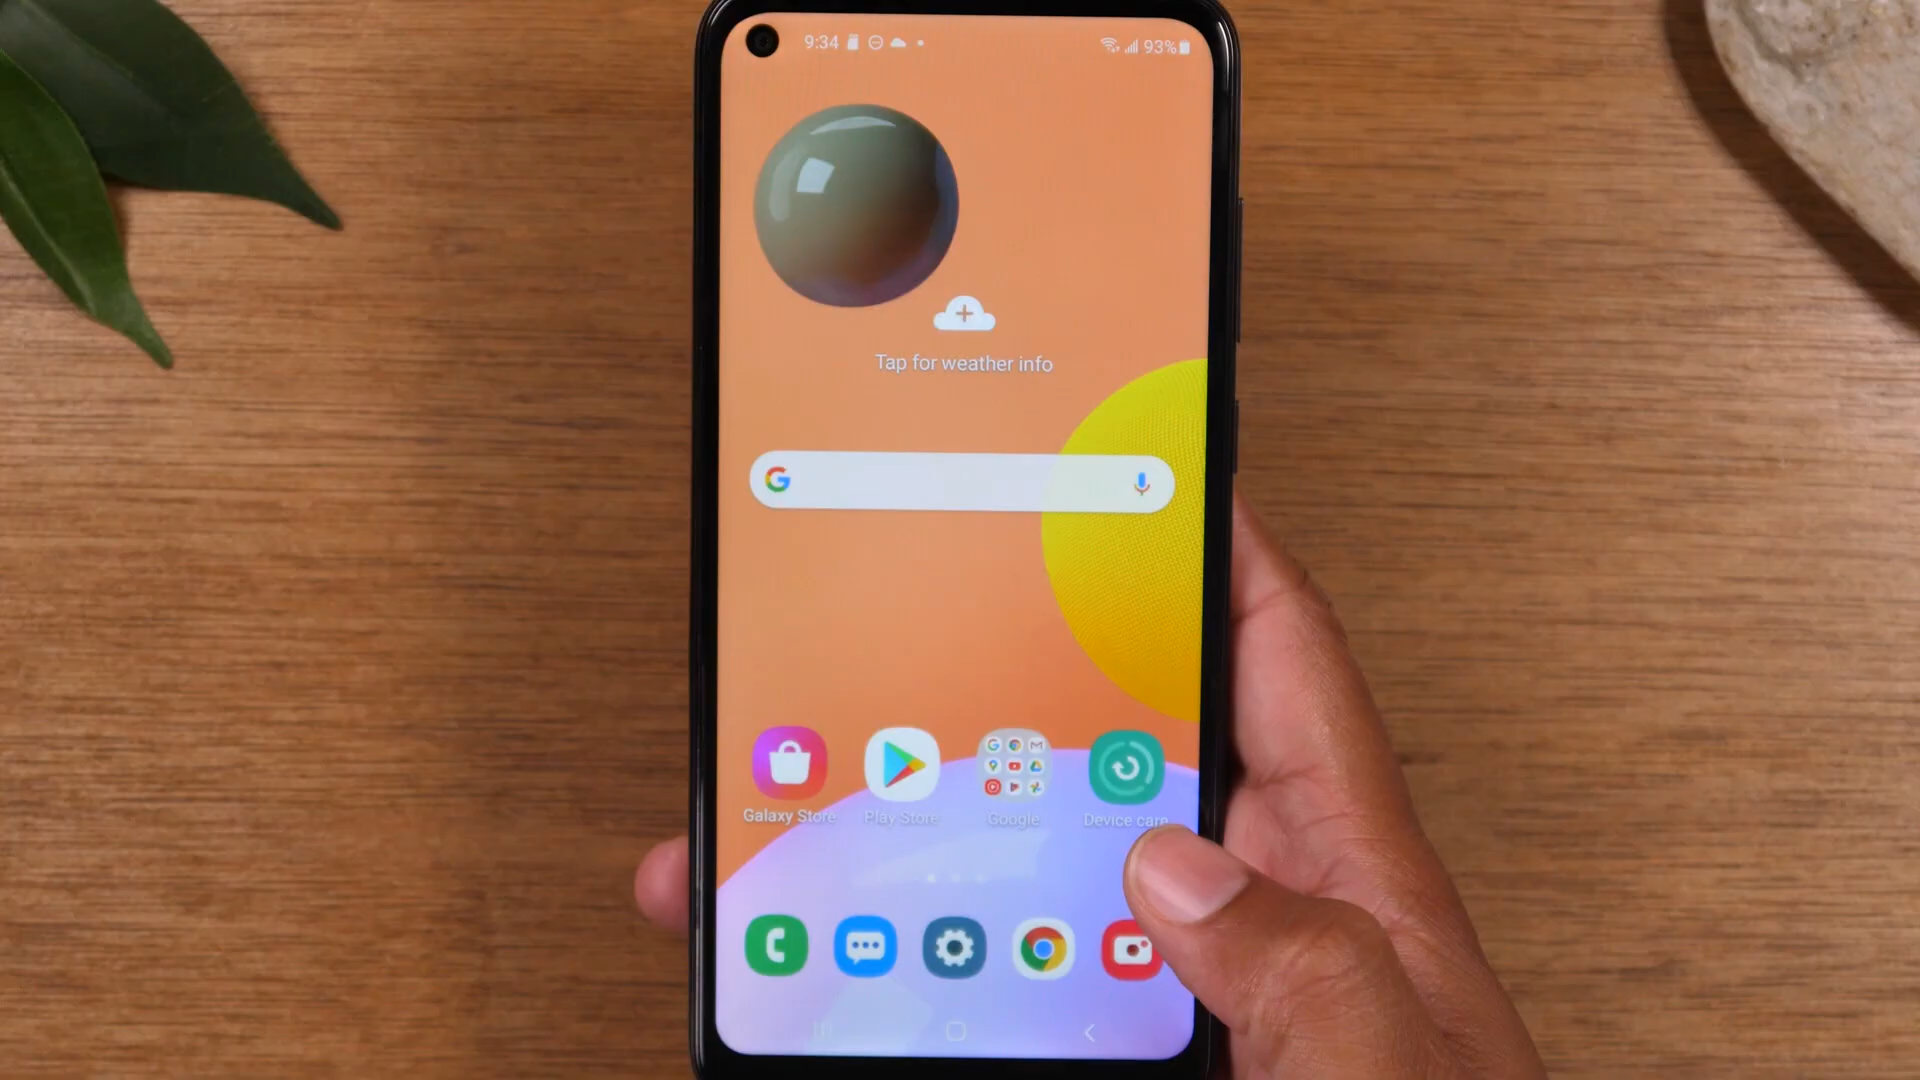 9:34
93%
Tap for weather info
Galaxy Store
Play Store
Google
Device care